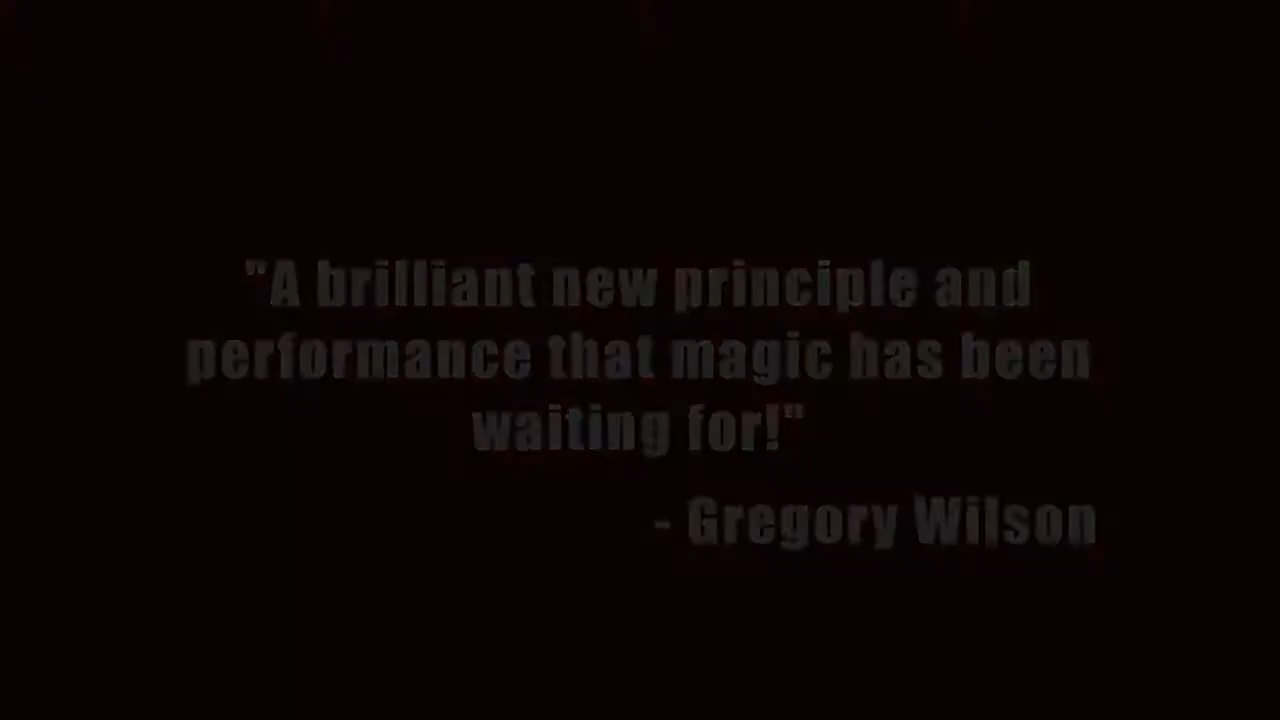 "A brilliant new principle and
performance that magic has been
waiting for!"
- Gregory Wilson